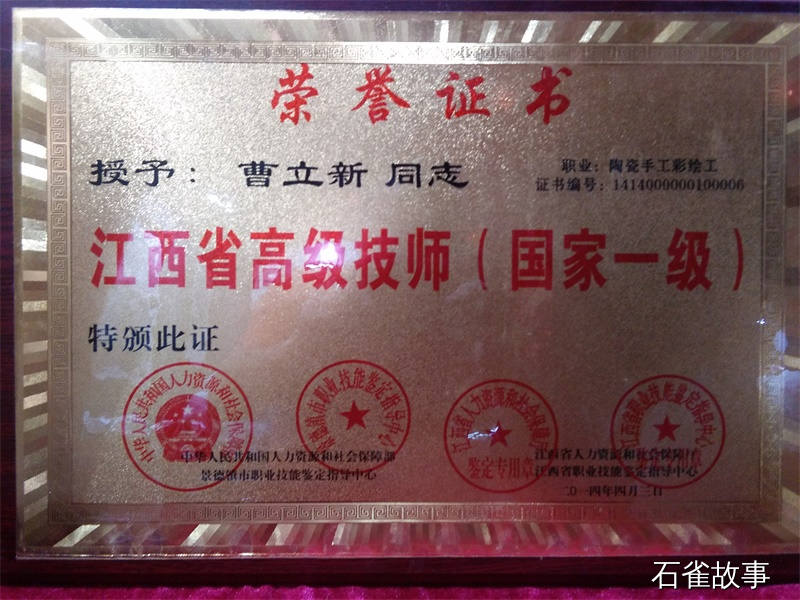 荣誉证书
授予：曹立新 同志
职业：陶瓷手工彩绘工
证书编号：1414000000100006
江西省高级技师（国家一级）
特颁此证
中华人民共和国人力资源和社会保障部
景德镇市职业技能鉴定指导中心
江西省人力资源和社会保障厅
江西省职业技能鉴定指导中心
二〇一四年四月三日
鉴定专用章
石雀故事